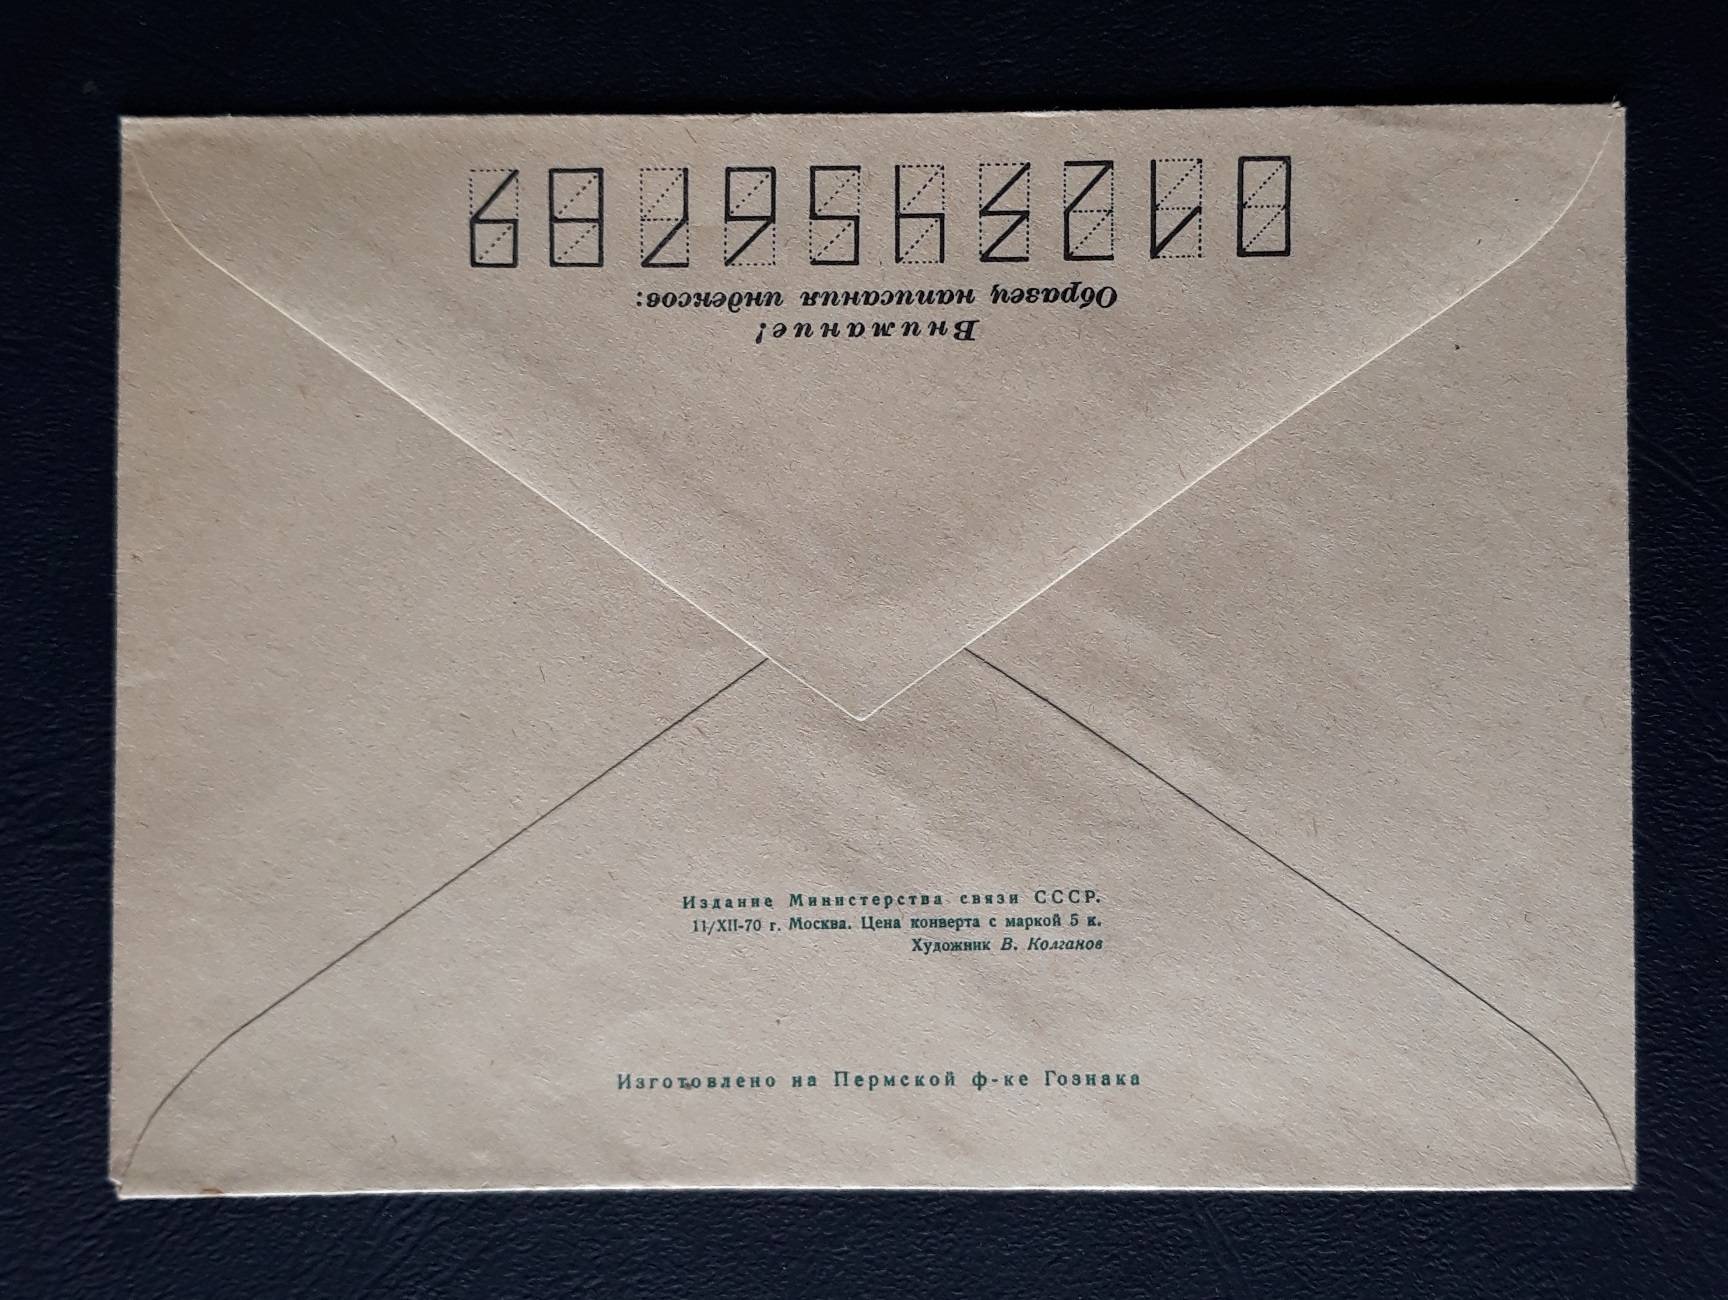 Внимание!
Образец написания индексов:
0123456789
Издание Министерства связи СССР.
11/XII-70 г. Москва. Цена конверта с маркой 5 к.
Художник В. Колганов
Изготовлено на Пермской ф-ке Гознака